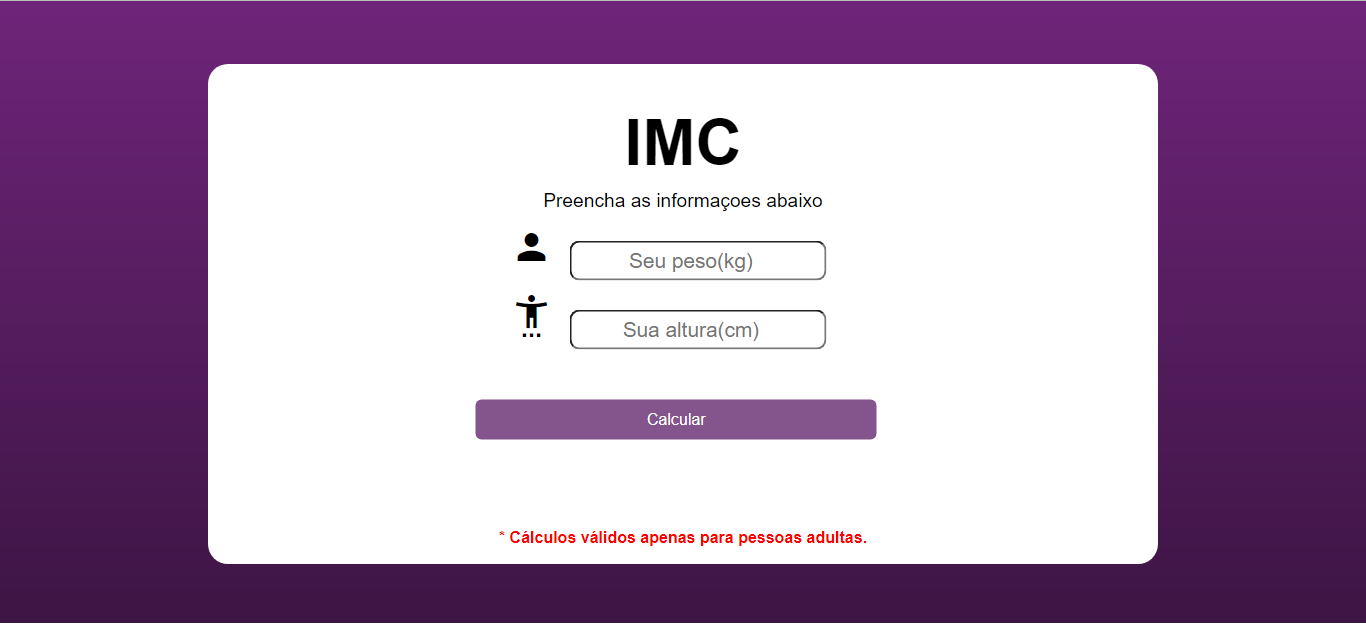 IMC
Preencha as informaçoes abaixo
Seu peso(kg)
Sua altura(cm)
Calcular
* Cálculos válidos apenas para pessoas adultas.